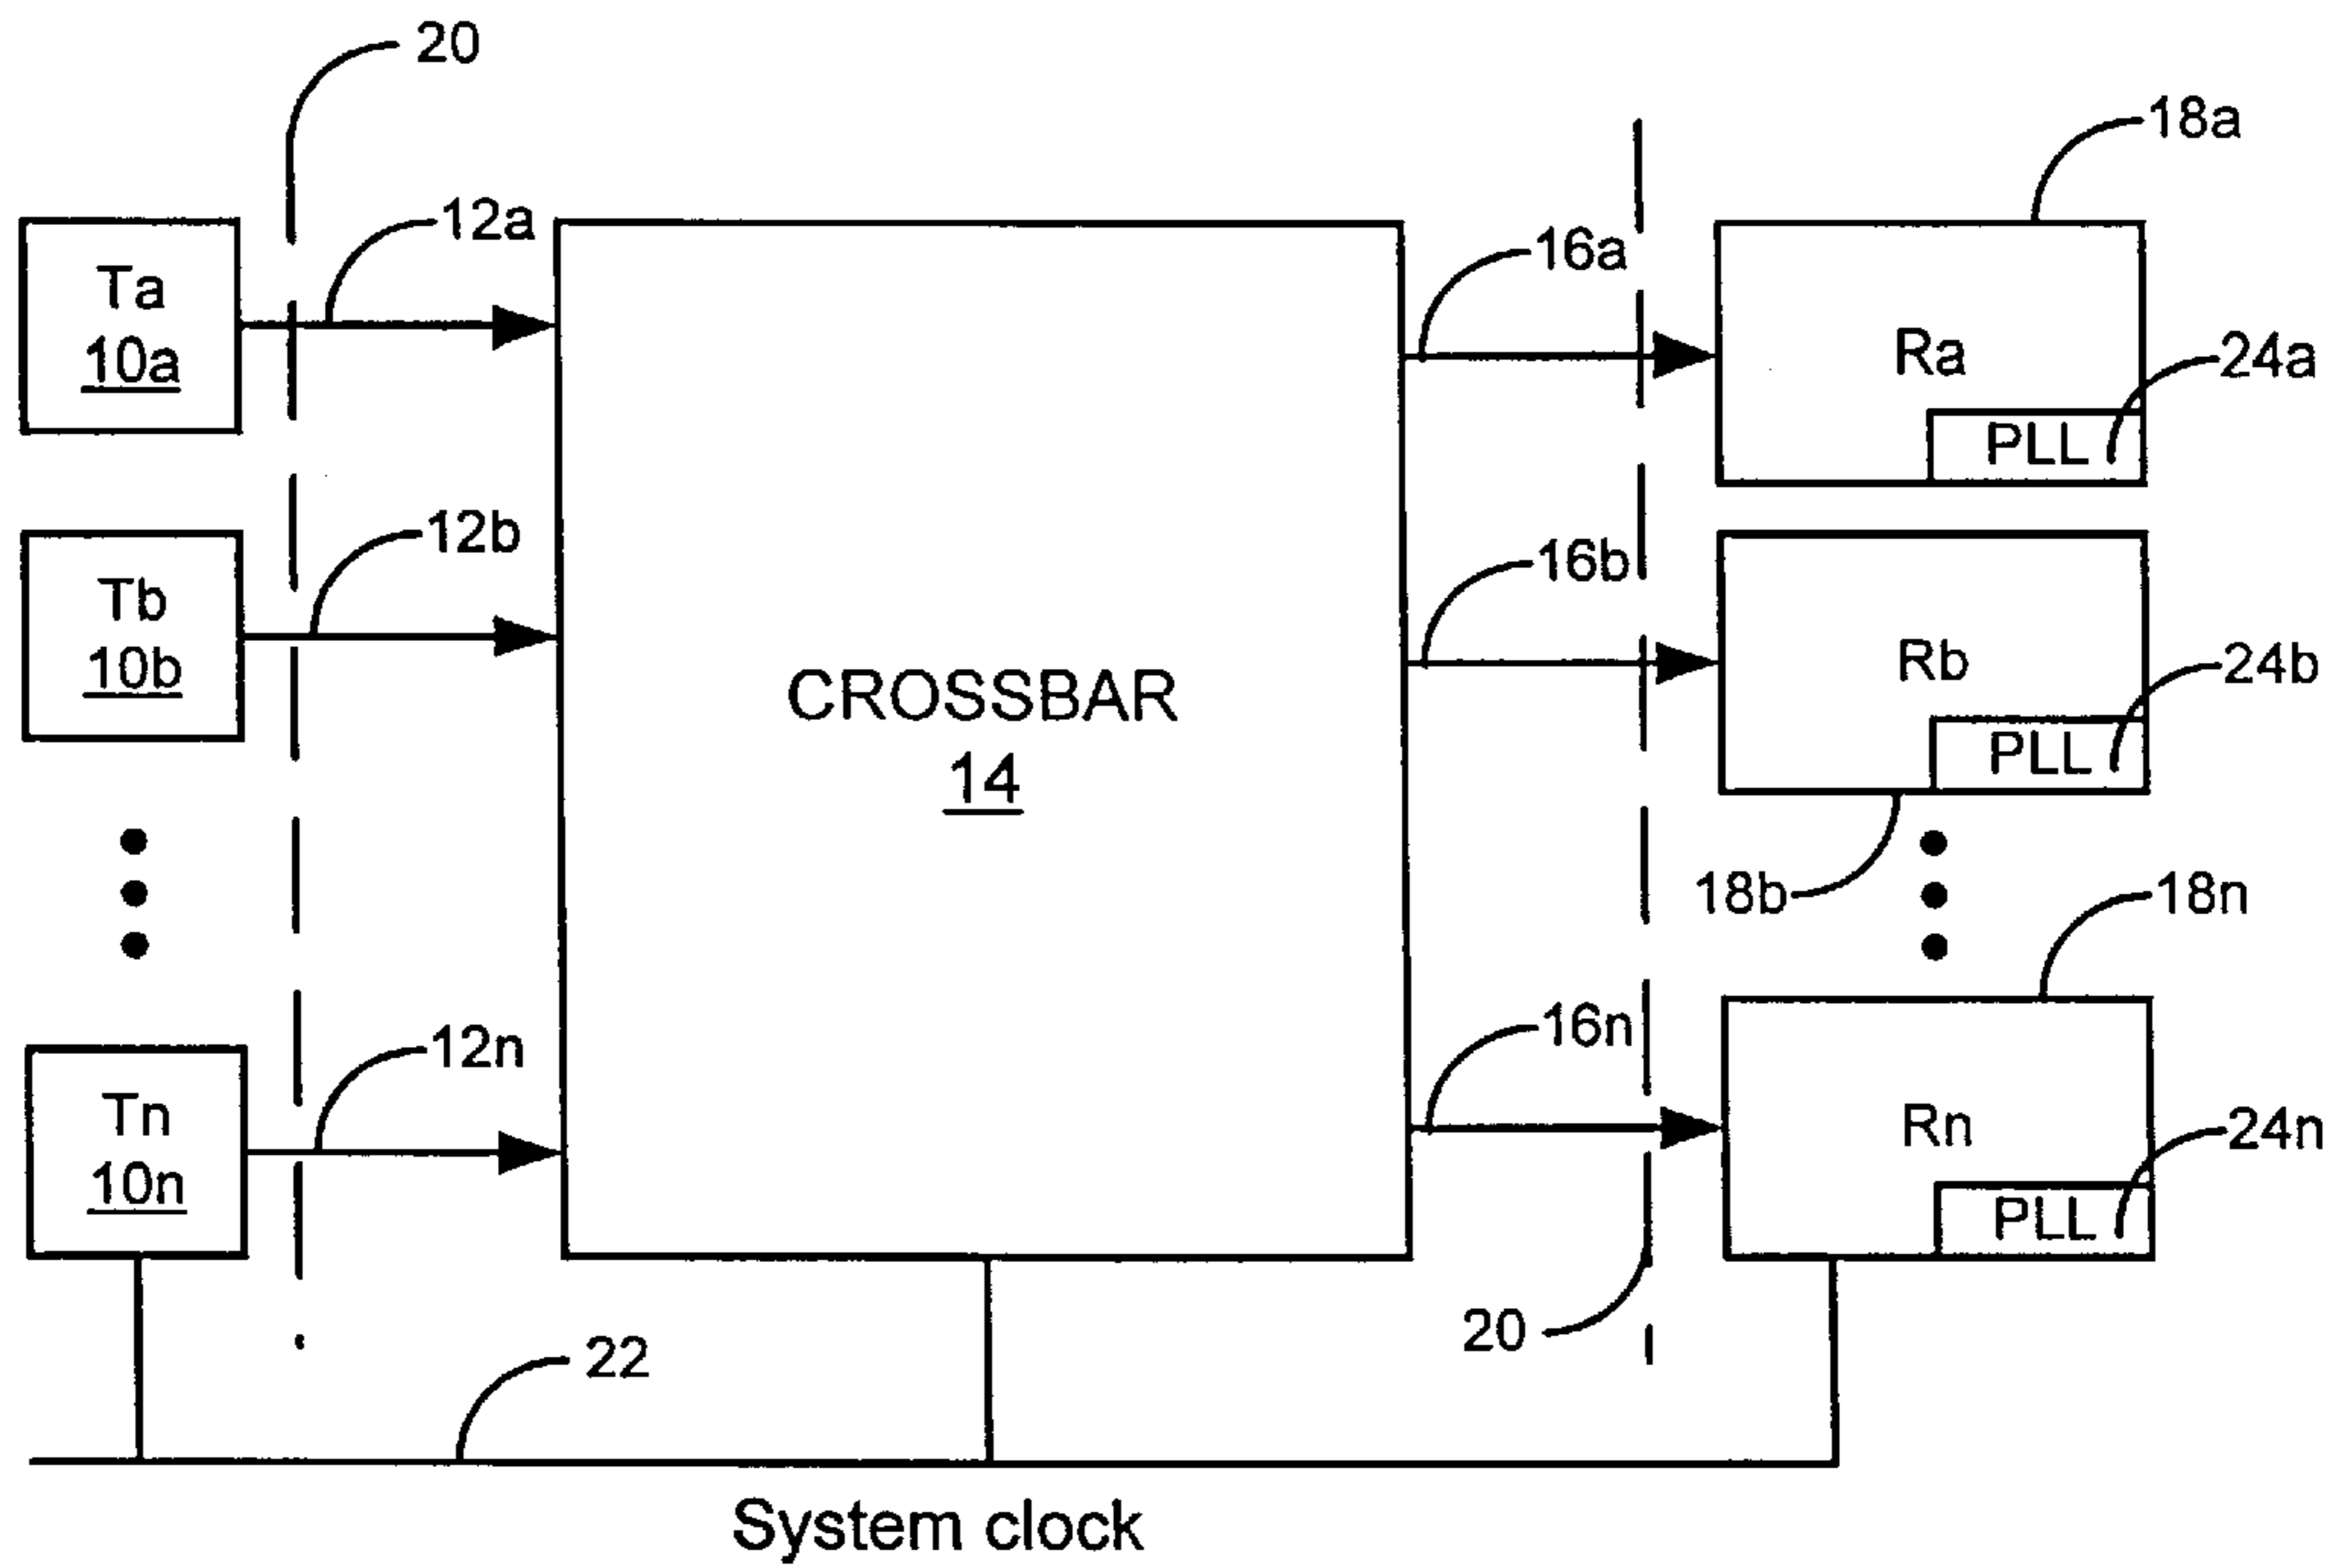 20
18a
12a
16a
Ta
10a
Ra
24a
PLL
12b
16b
Tb
10b
Rb
24b
CROSSBAR
14
PLL
18b
18n
12n
16n
Tn
10n
Rn
24n
PLL
20
22
System clock